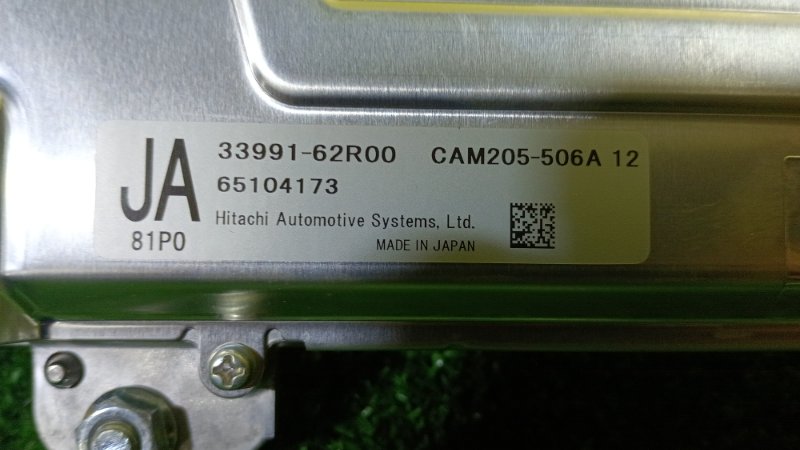 JA 33991-62R00 CAM205-506A 12
65104173
81P0 Hitachi Automotive Systems, Ltd.
MADE IN JAPAN